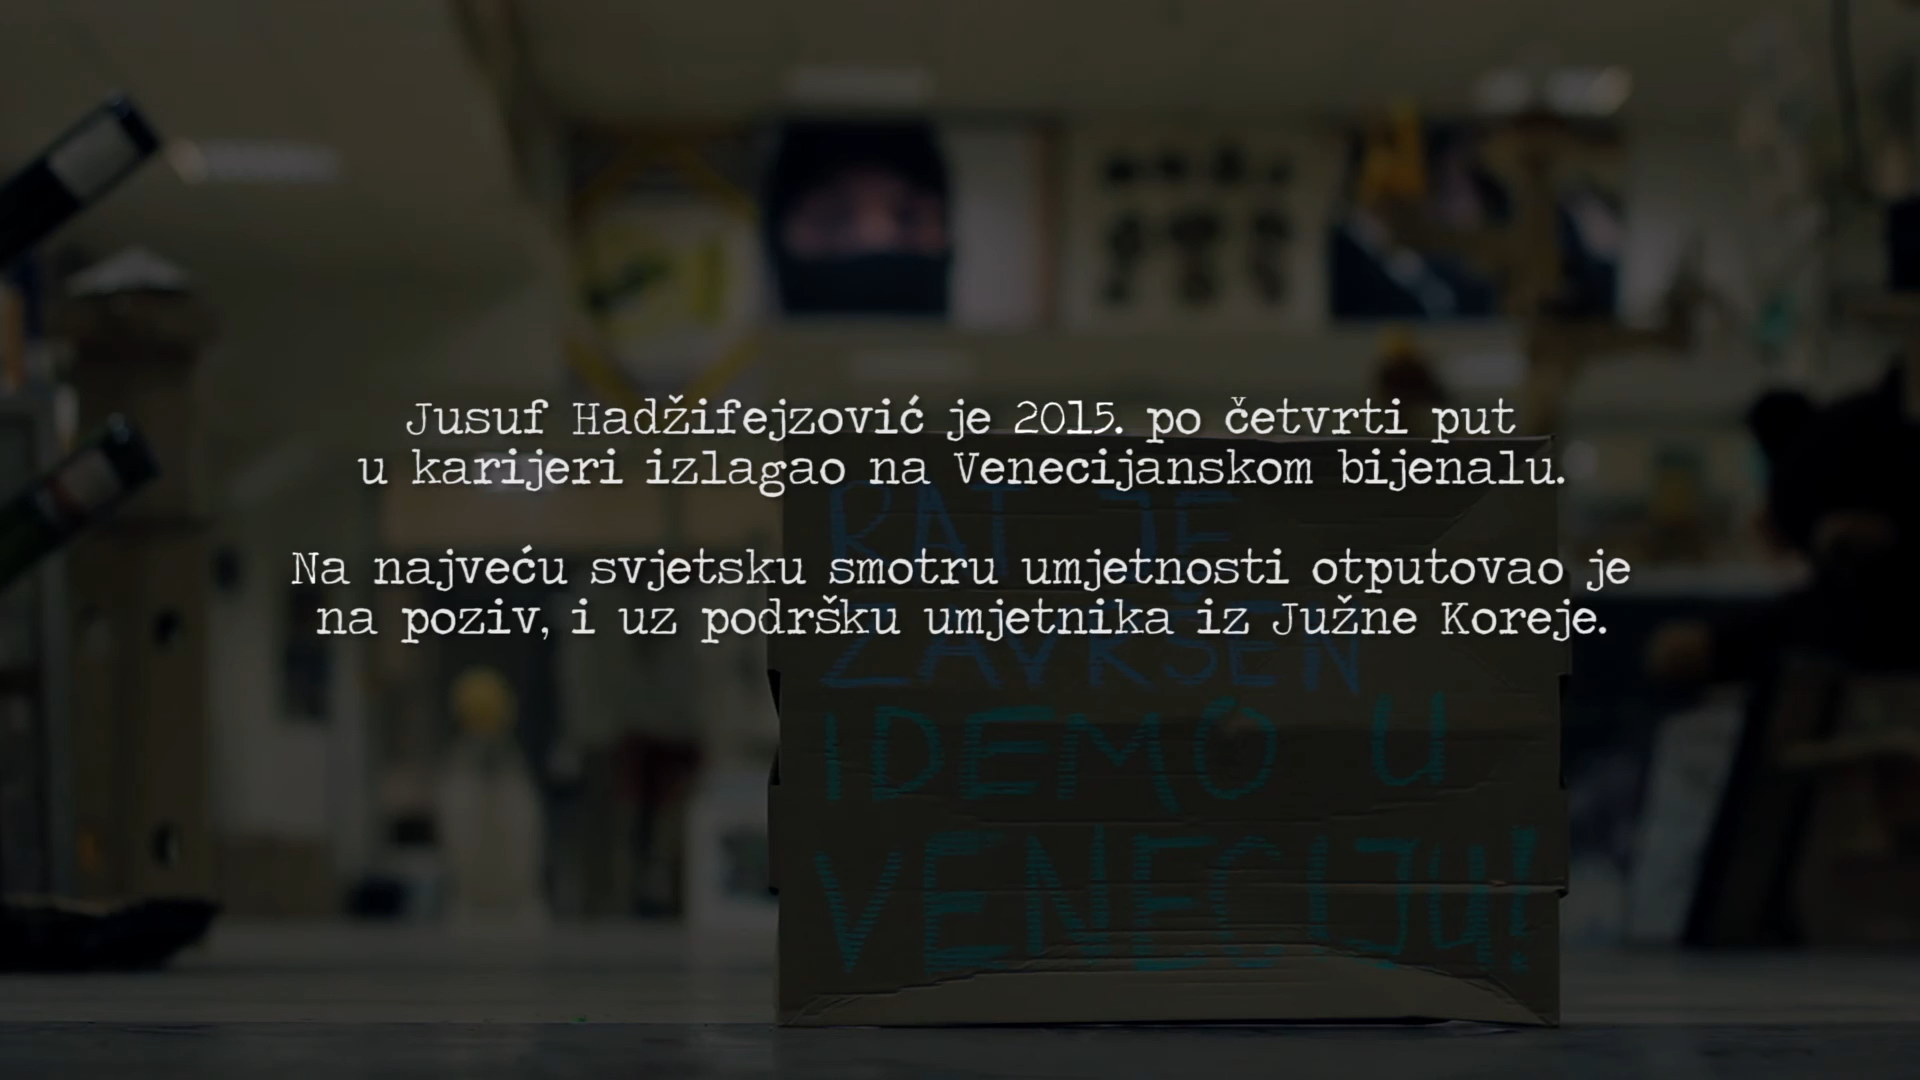 Jusuf Hadžifejzović je 2015. po četvrti put
u karijeri izlagao na Venecijanskom bijenalu.
Na najveću svjetsku smotru umjetnosti otputovao je
na poziv, i uz podršku umjetnika iz Južne Koreje.
RAT JE
ZAVRŠEN
IDEMO U
VENECIJU!